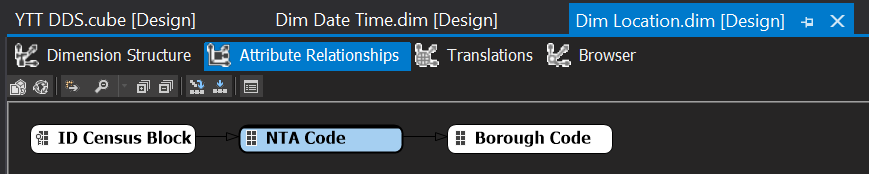 YTT DDS.cube [Design] Dim Date Time.dim [Design] Dim Location.dim [Design]
Dimension Structure Attribute Relationships Translations Browser
ID Census Block NTA Code Borough Code